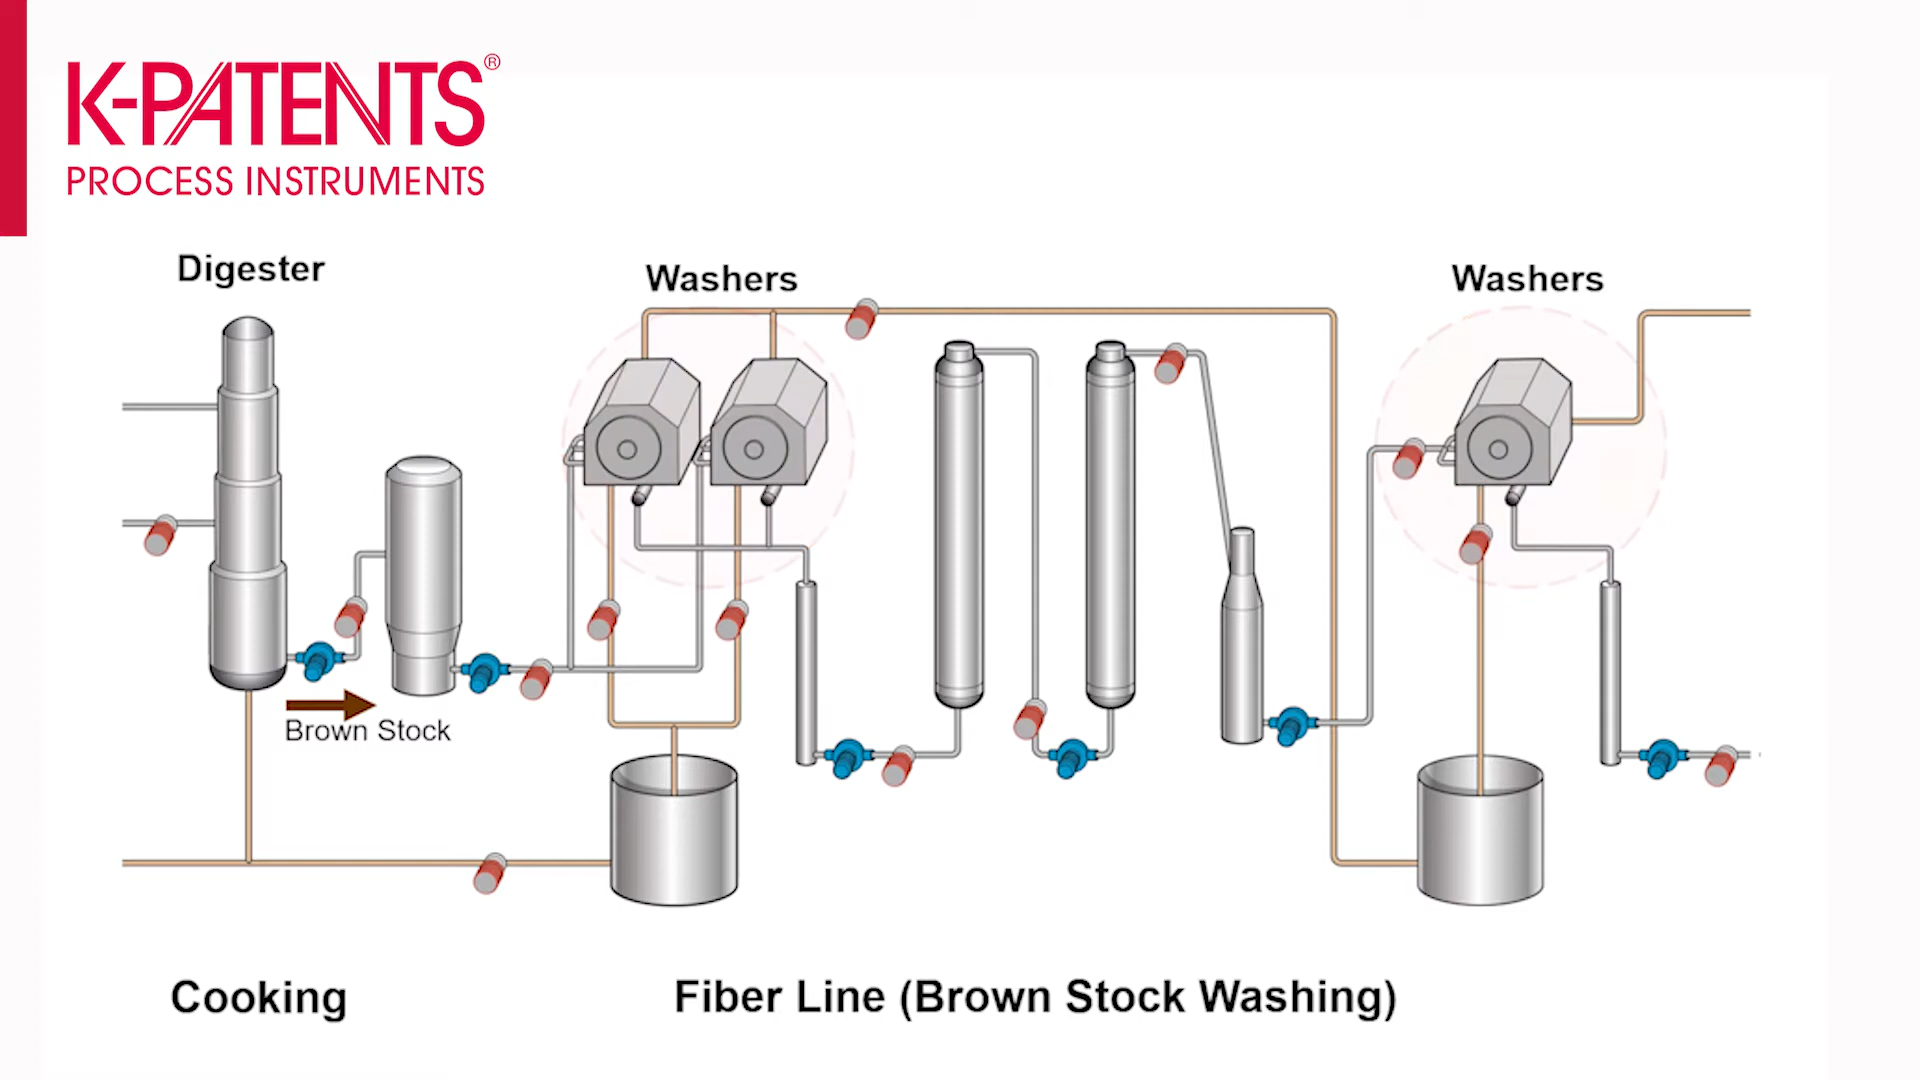 K-PATENTS®
PROCESS INSTRUMENTS
Digester
Washers
Washers
Brown Stock
Cooking
Fiber Line (Brown Stock Washing)